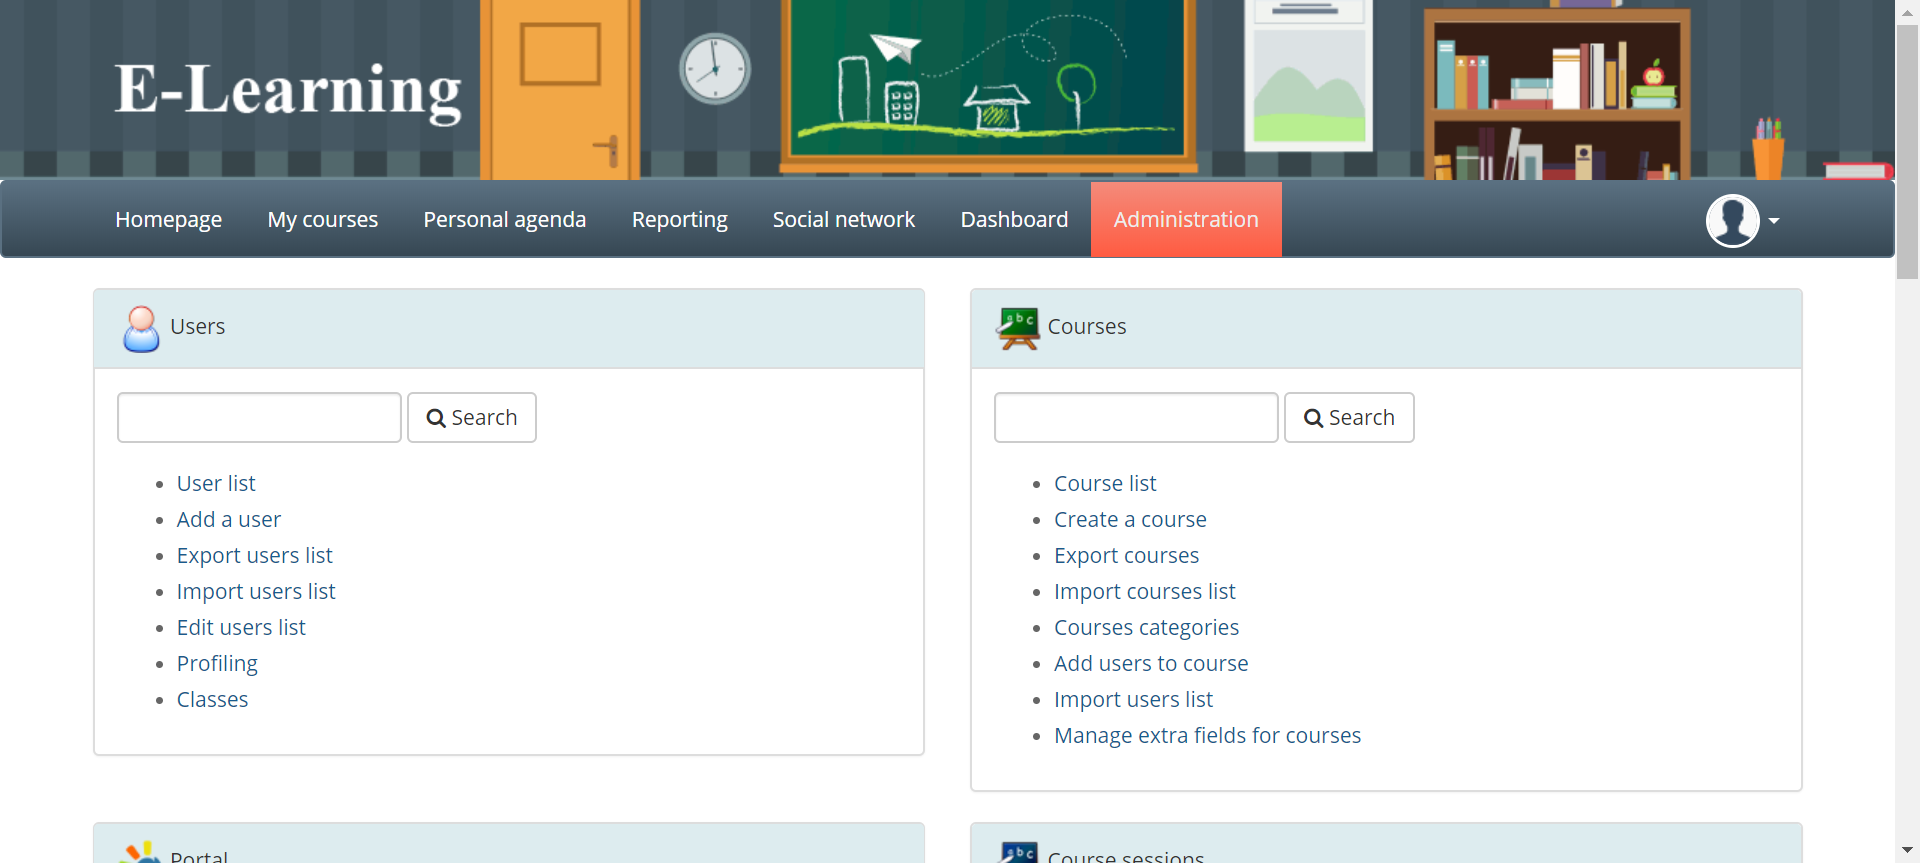 E-Learning
Homepage My courses Personal agenda Reporting Social network Dashboard Administration
Users
Search
User list
Add a user
Export users list
Import users list
Edit users list
Profiling
Classes
abc
Courses
Search
Course list
Create a course
Export courses
Import courses list
Courses categories
Add users to course
Import users list
Manage extra fields for courses
Portal
abc
Course sessions